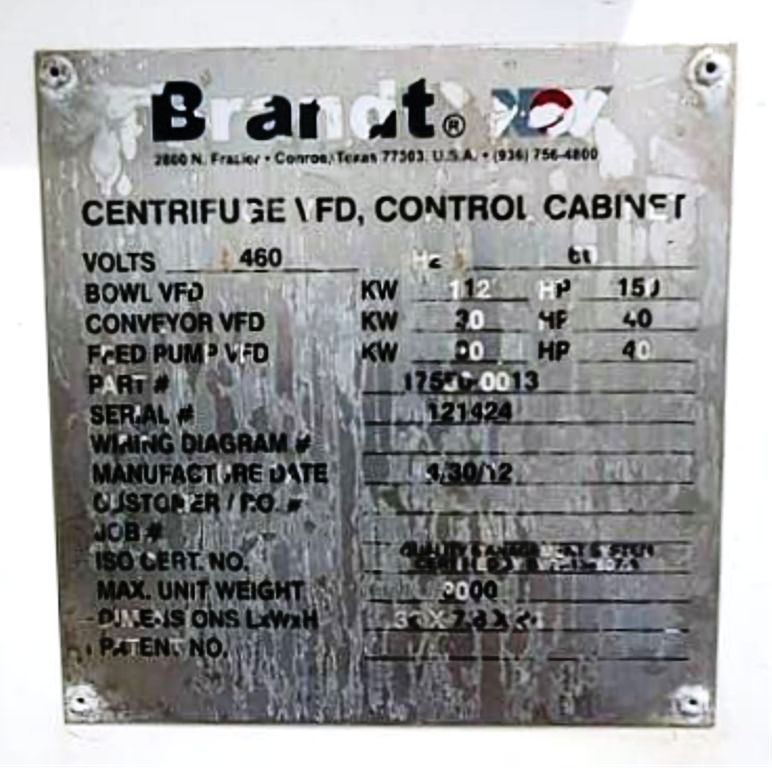 Brandt®
2800 N. Frazier • Conroe, Texas 77303, U.S.A. • (936) 756-4800
CENTRIFUGE VFD, CONTROL CABINET
VOLTS 460 Hz
BOWL VFD KW 112 HP 150
CONVEYOR VFD KW 30 HP 40
FEED PUMP VFD KW HP 40
PART #
SERIAL # 121424
WIRING DIAGRAM #
MANUFACTURE DATE 4/30/12
CUSTOMER / P.O. #
JOB #
ISO CERT. NO.
MAX. UNIT WEIGHT
DIMENSIONS LxWxH
PATENT NO.